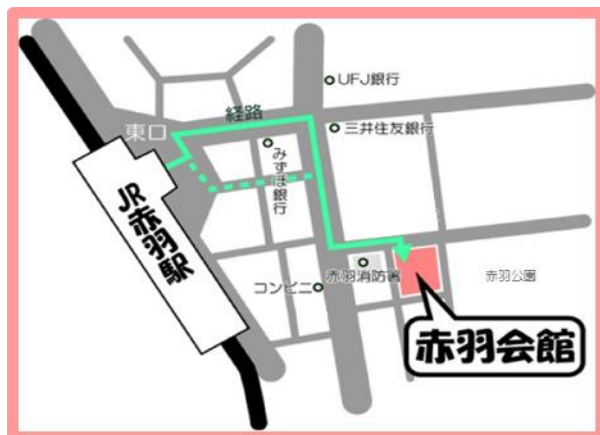 UFJ銀行
経路
東口
三井住友銀行
みずほ銀行
JR赤羽駅
赤羽消防署
赤羽公園
コンビニ
赤羽会館